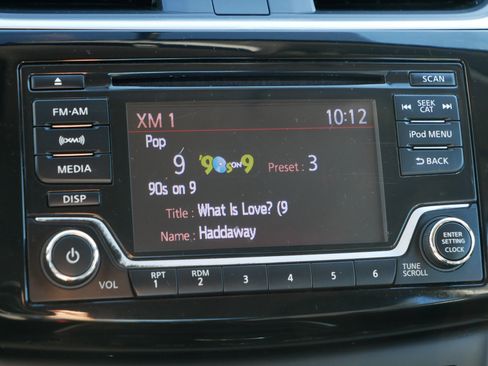 SCAN
FM·AM
XM 1 10:12
SEEK
CAT
Pop
(((XM)))
iPod MENU
9 '90s ON 9 Preset : 3
MEDIA
BACK
90s on 9
DISP
Title : What Is Love? (9
Name : Haddaway
ENTER
SETTING
CLOCK
VOL
RPT
1
RDM
2
3
4
5
6
TUNE
SCROLL